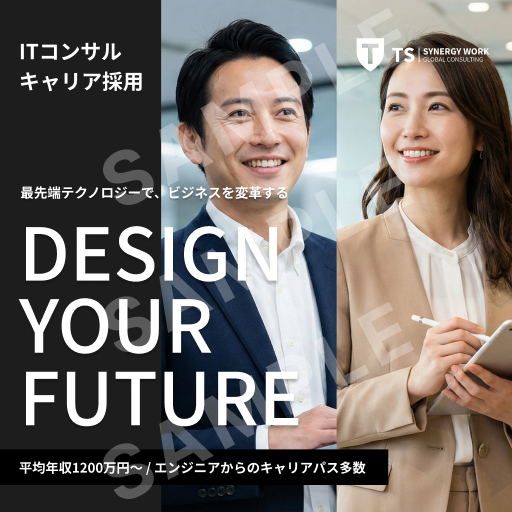 ITコンサル
キャリア採用
TS
SYNERGY WORK
GLOBAL CONSULTING
最先端テクノロジーで、ビジネスを変革する
DESIGN
YOUR
FUTURE
平均年収1200万円〜 / エンジニアからのキャリアパス多数
SAMPLE
SAMPLE
SAMPLE
SAMPLE